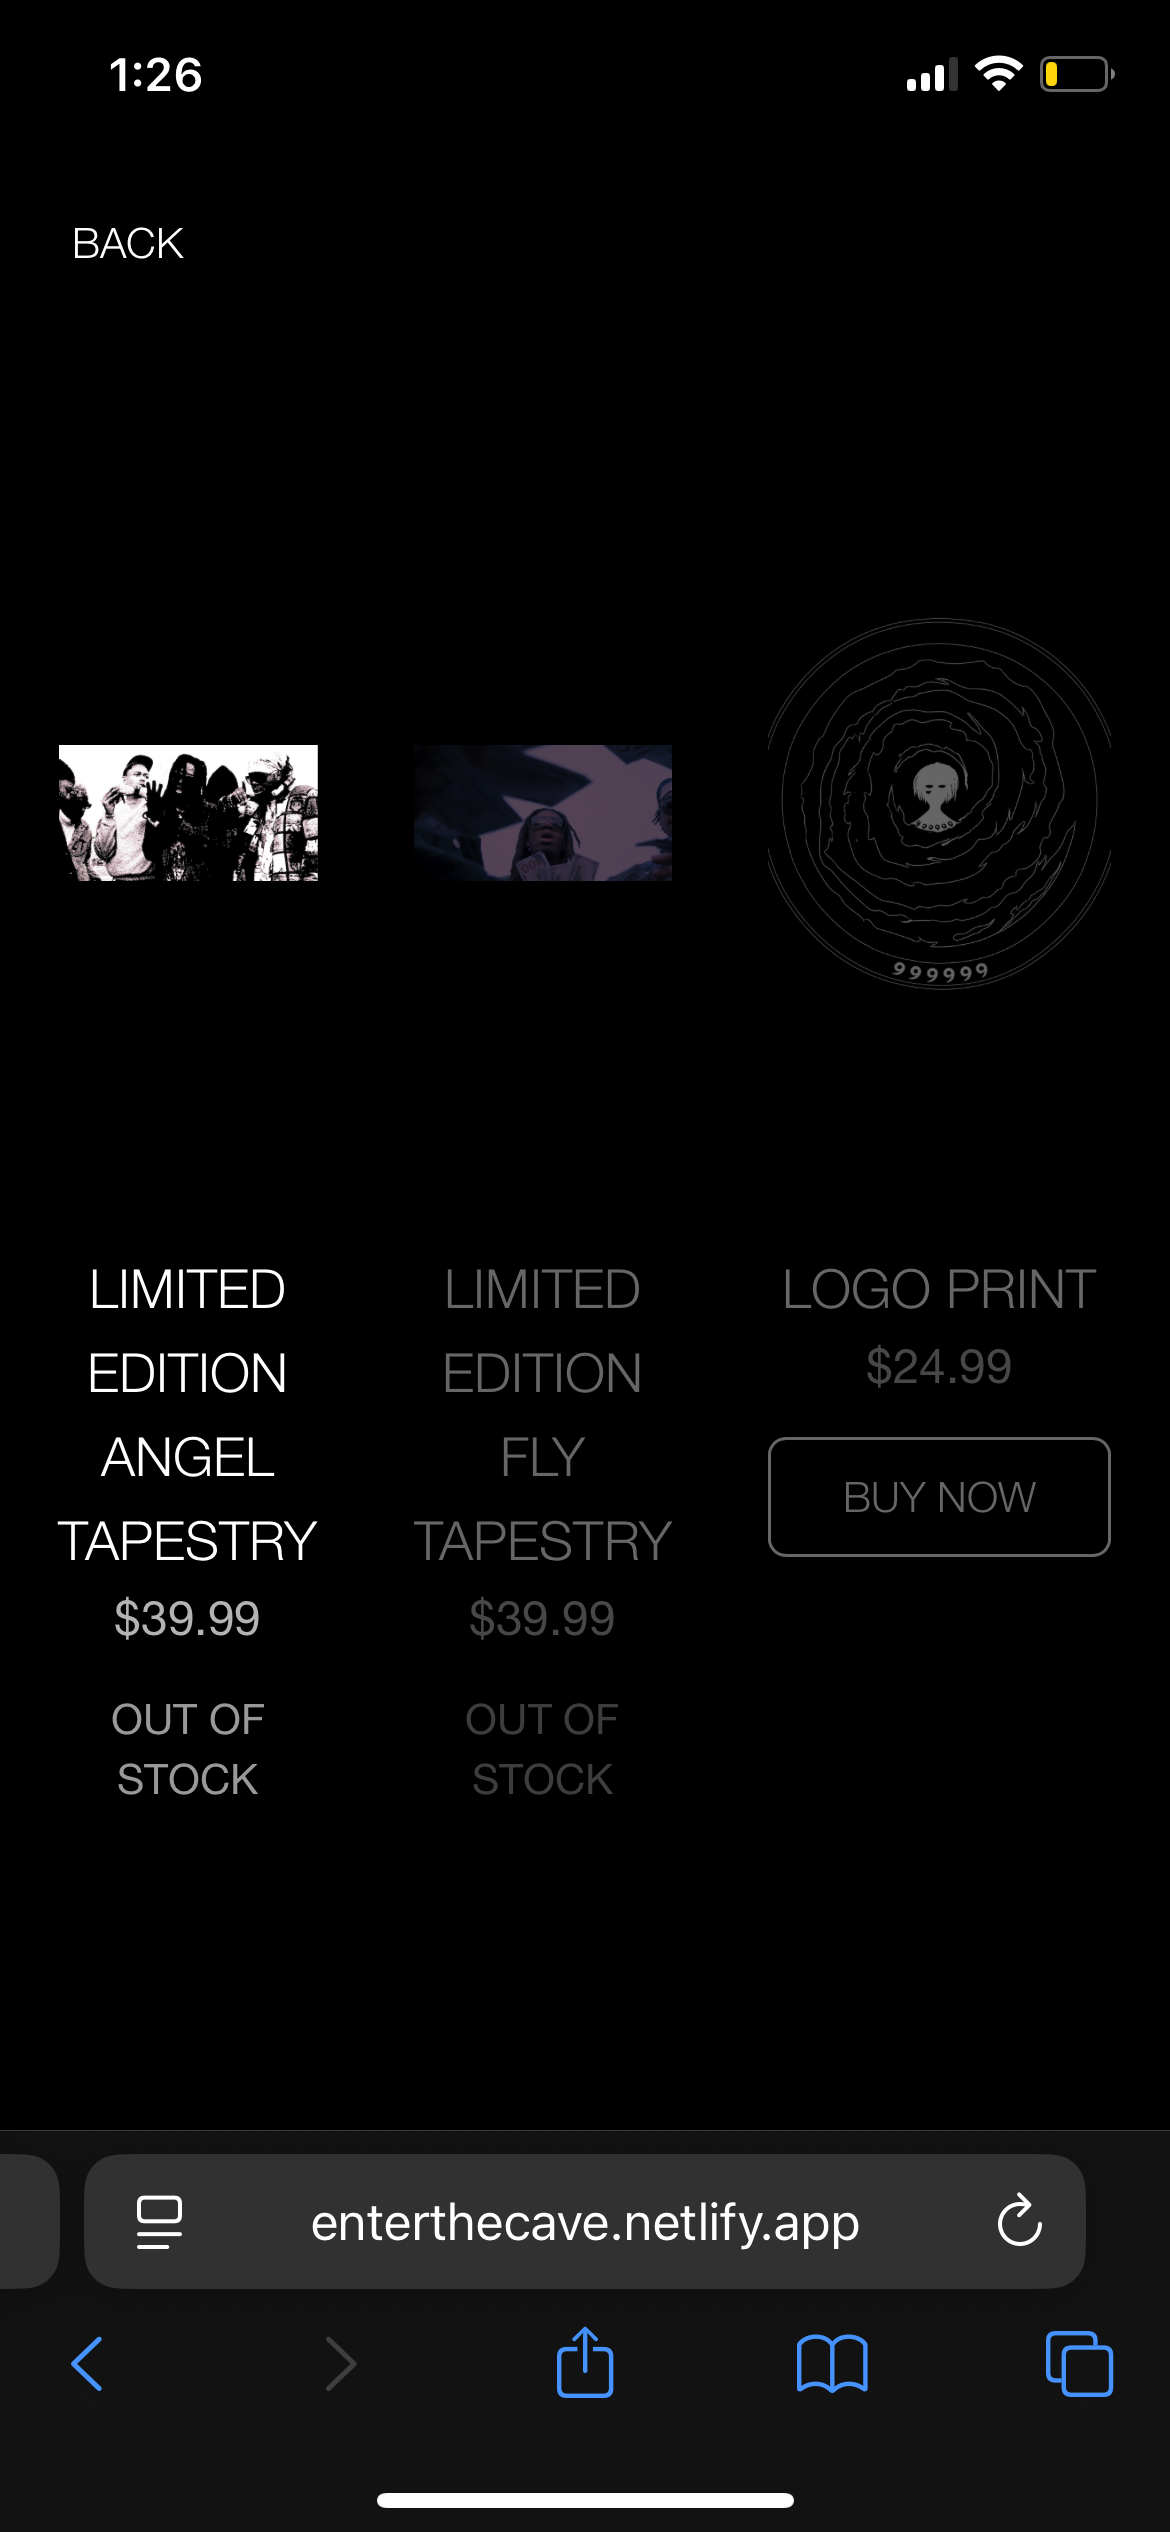 1:26
BACK
999999
LIMITED
EDITION
ANGEL
TAPESTRY
$39.99
OUT OF
STOCK
LIMITED
EDITION
FLY
TAPESTRY
$39.99
OUT OF
STOCK
LOGO PRINT
$24.99
BUY NOW
enterthecave.netlify.app